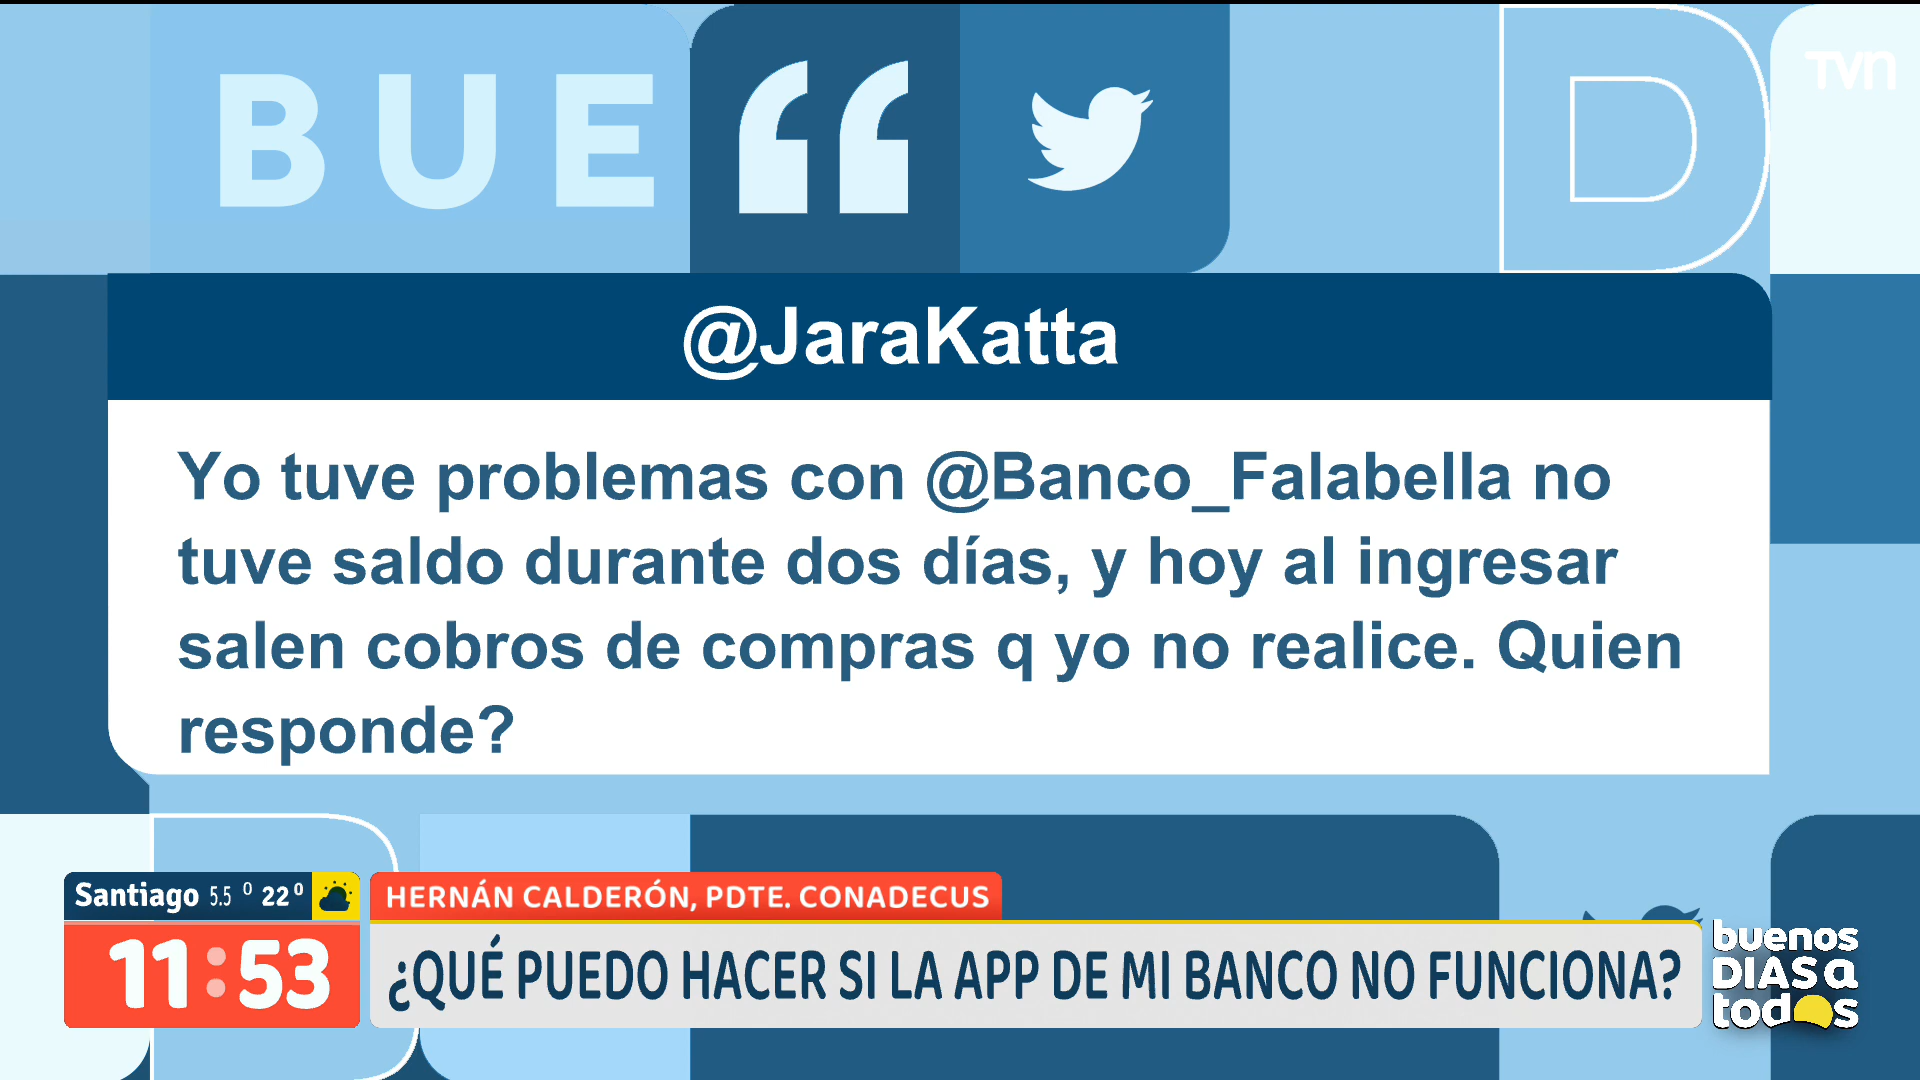 BUE
D
TVN
@JaraKatta
Yo tuve problemas con @Banco_Falabella no
tuve saldo durante dos días, y hoy al ingresar
salen cobros de compras q yo no realice. Quien
responde?
Santiago 5.5° 22°
HERNÁN CALDERÓN, PDTE. CONADECUS
11:53
¿QUÉ PUEDO HACER SI LA APP DE MI BANCO NO FUNCIONA?
buenos
DIAS a
todos